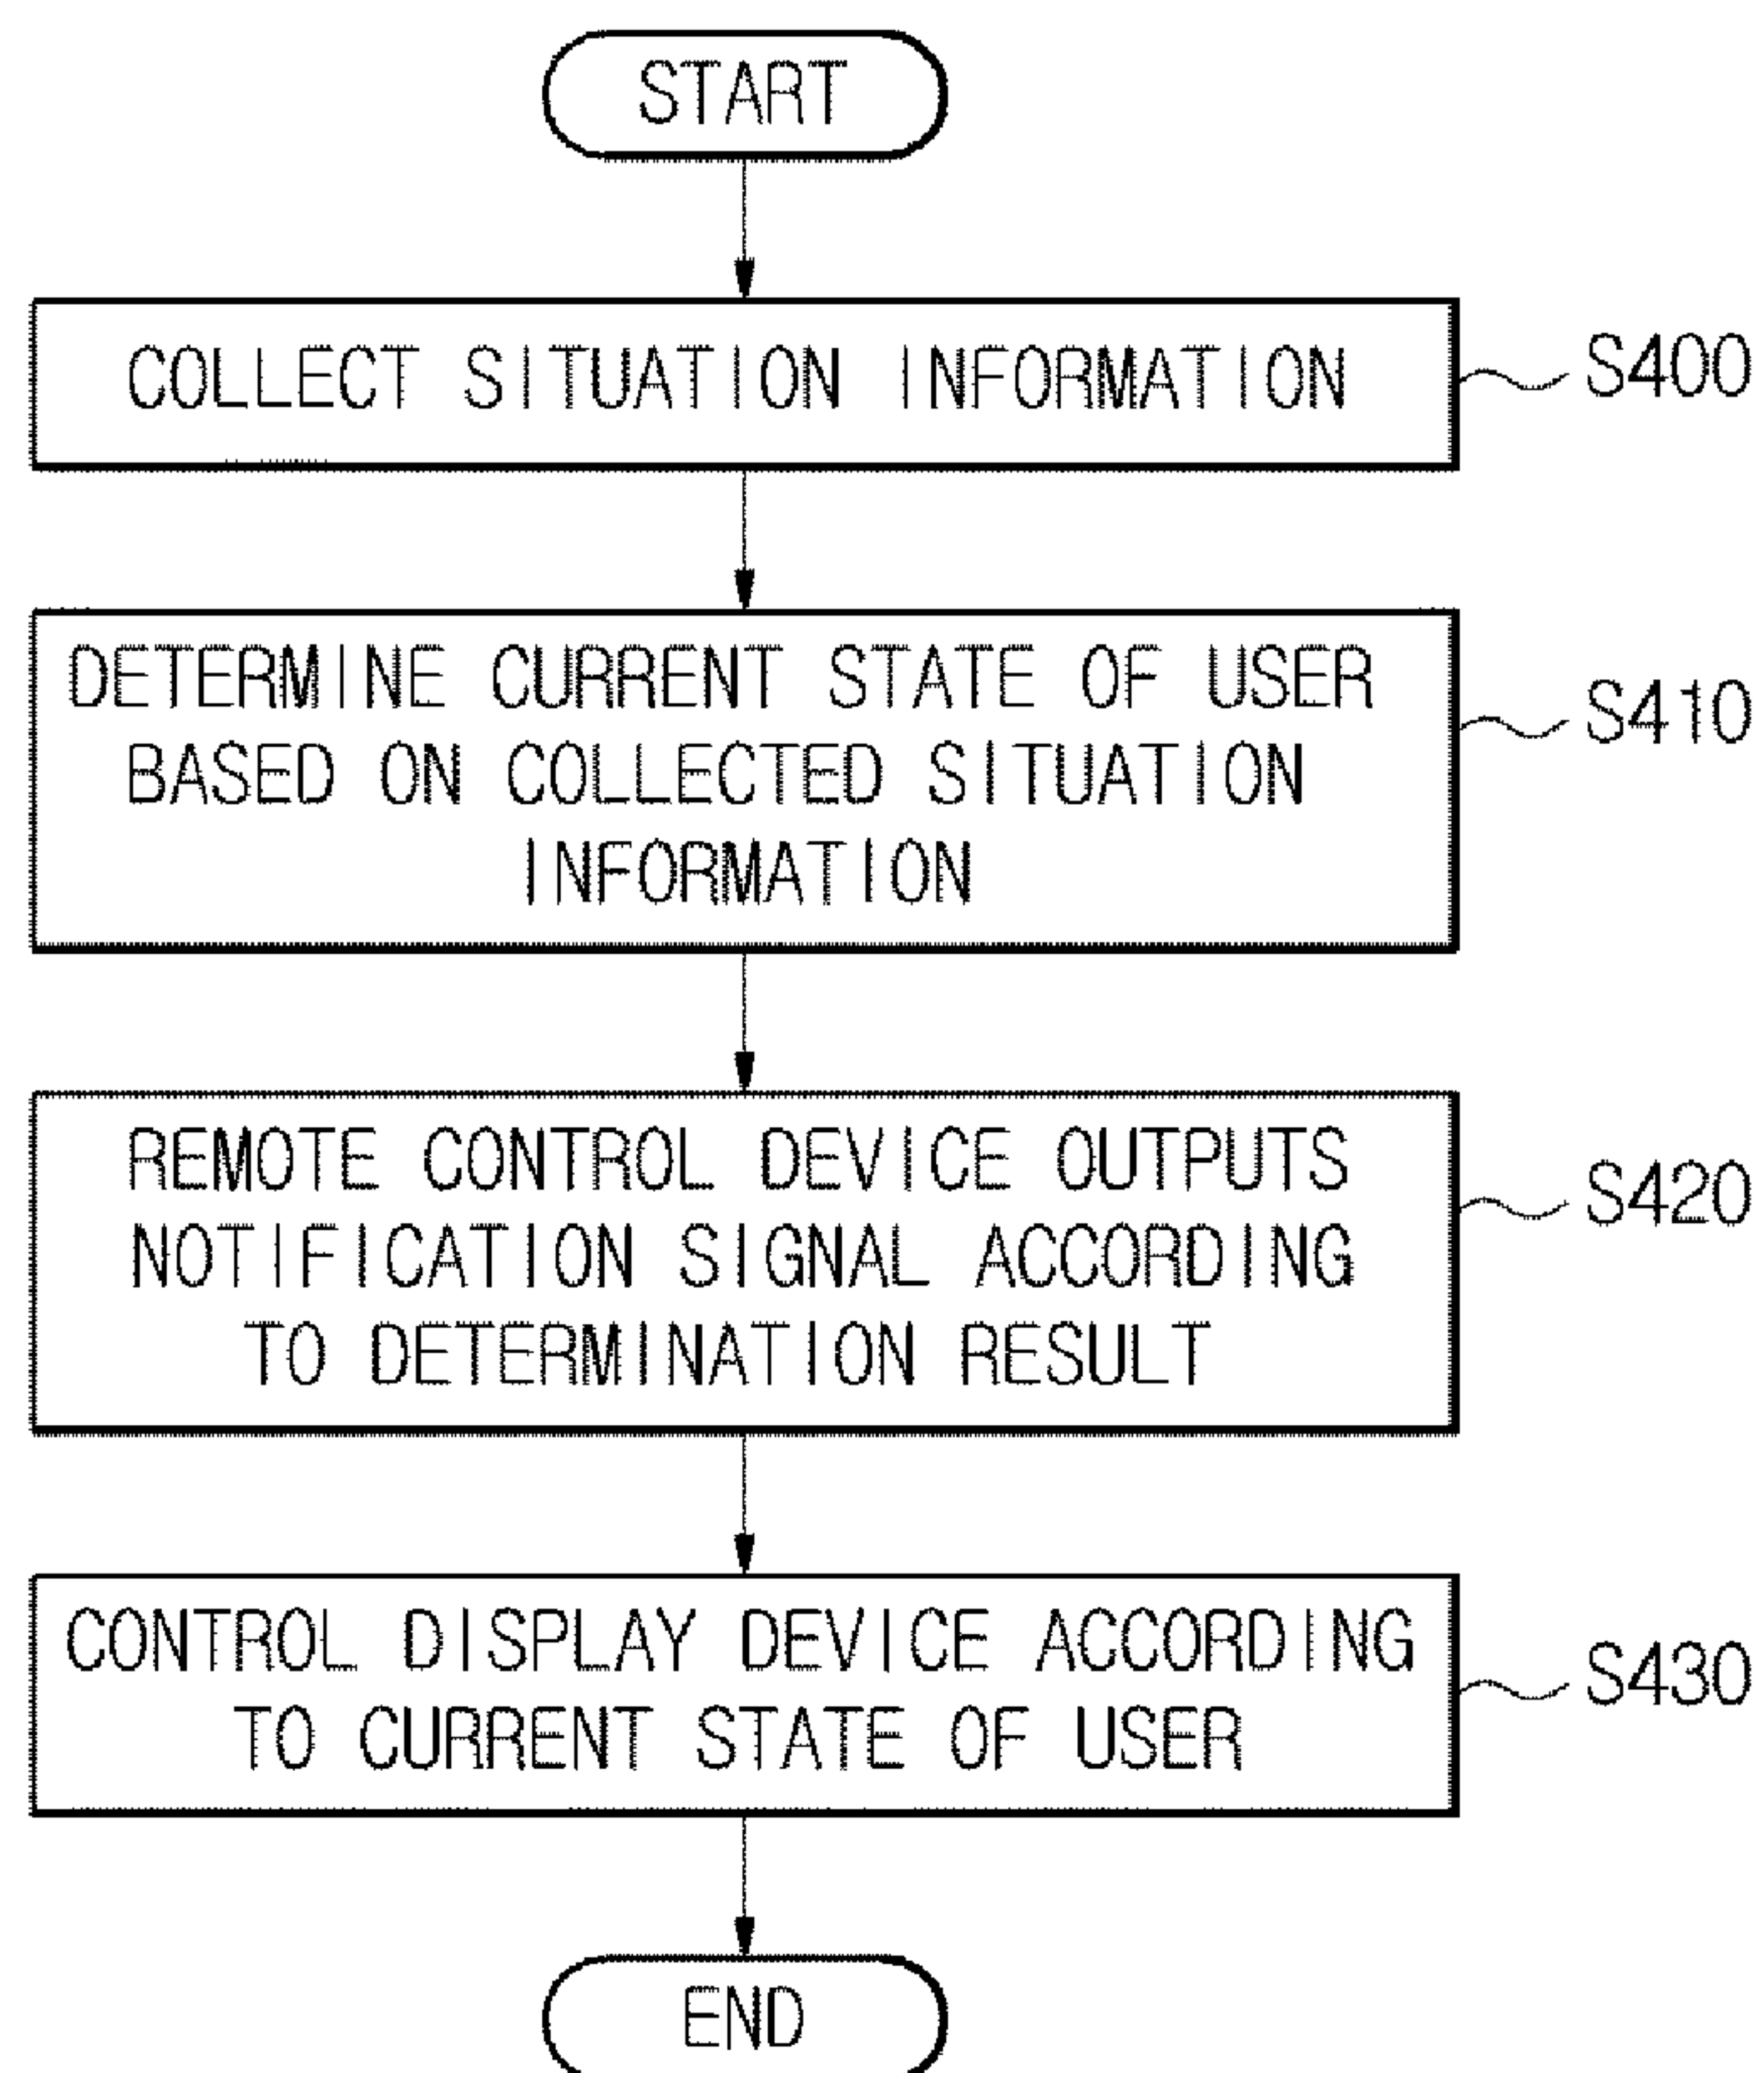 START
COLLECT SITUATION INFORMATION
S400
DETERMINE CURRENT STATE OF USER
BASED ON COLLECTED SITUATION
INFORMATION
S410
REMOTE CONTROL DEVICE OUTPUTS
NOTIFICATION SIGNAL ACCORDING
TO DETERMINATION RESULT
S420
CONTROL DISPLAY DEVICE ACCORDING
TO CURRENT STATE OF USER
S430
END